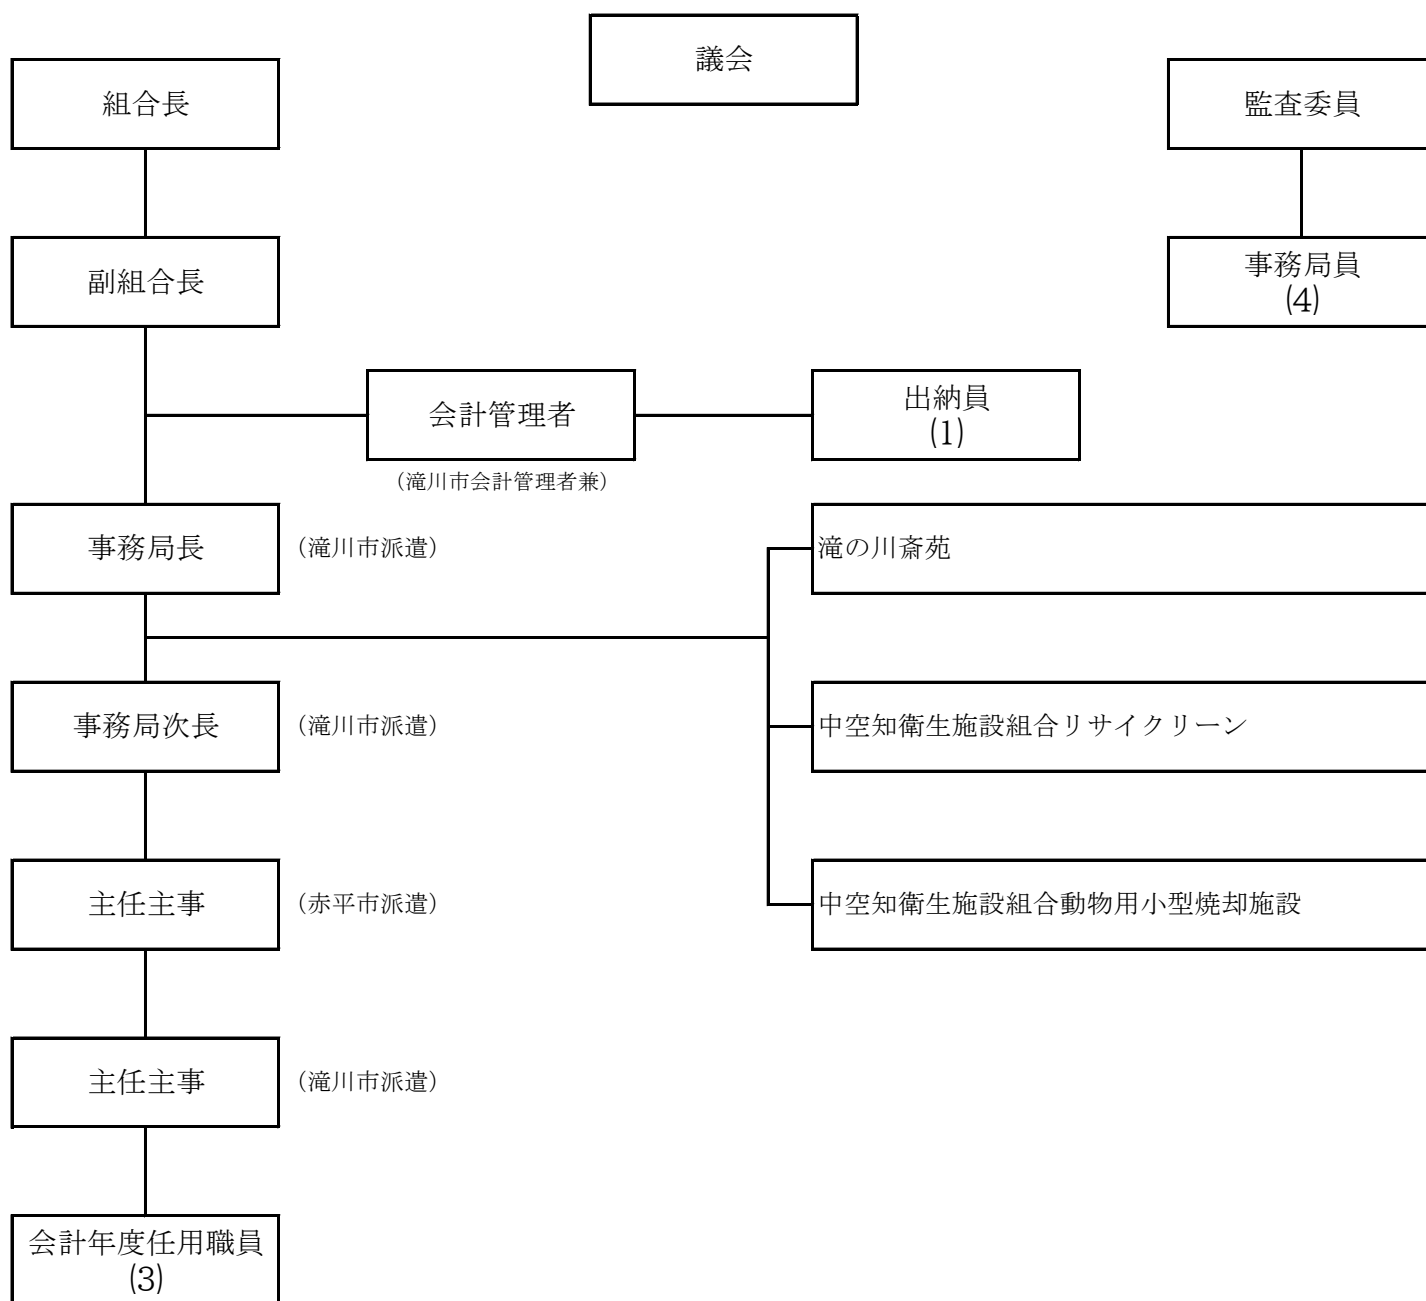 議会
組合長
監査委員
副組合長
事務局員
(4)
会計管理者
出納員
(1)
（滝川市会計管理者兼）
事務局長
（滝川市派遣）
滝の川斎苑
事務局次長
（滝川市派遣）
中空知衛生施設組合リサイクリーン
主任主事
（赤平市派遣）
中空知衛生施設組合動物用小型焼却施設
主任主事
（滝川市派遣）
会計年度任用職員
(3)